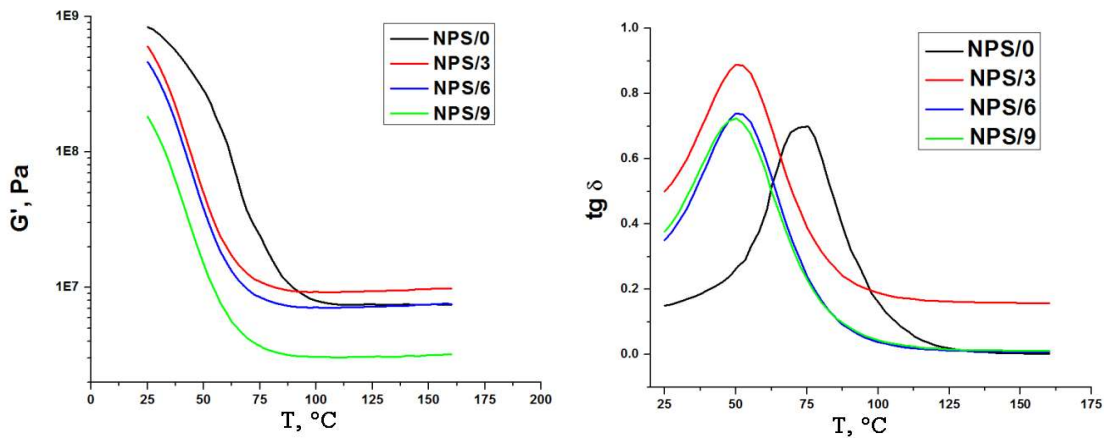 1E9
1E8
1E7
G', Pa
NPS/0
NPS/3
NPS/6
NPS/9
0 25 50 75 100 125 150 175 200
T, °C
1.0
0.8
0.6
0.4
0.2
0.0
tg δ
NPS/0
NPS/3
NPS/6
NPS/9
25 50 75 100 125 150 175
T, °C